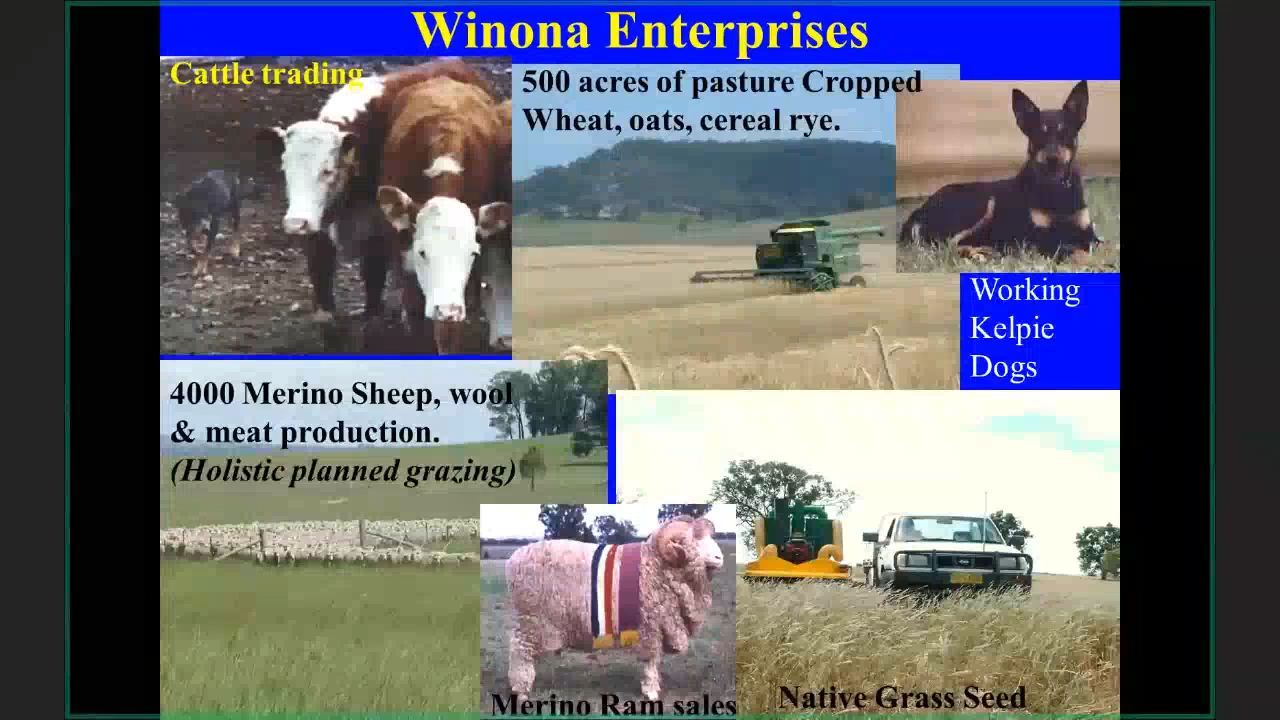 Winona Enterprises
Cattle trading
500 acres of pasture Cropped
Wheat, oats, cereal rye.
Working
Kelpie
Dogs
4000 Merino Sheep, wool
& meat production.
(Holistic planned grazing)
Merino Ram sales
Native Grass Seed